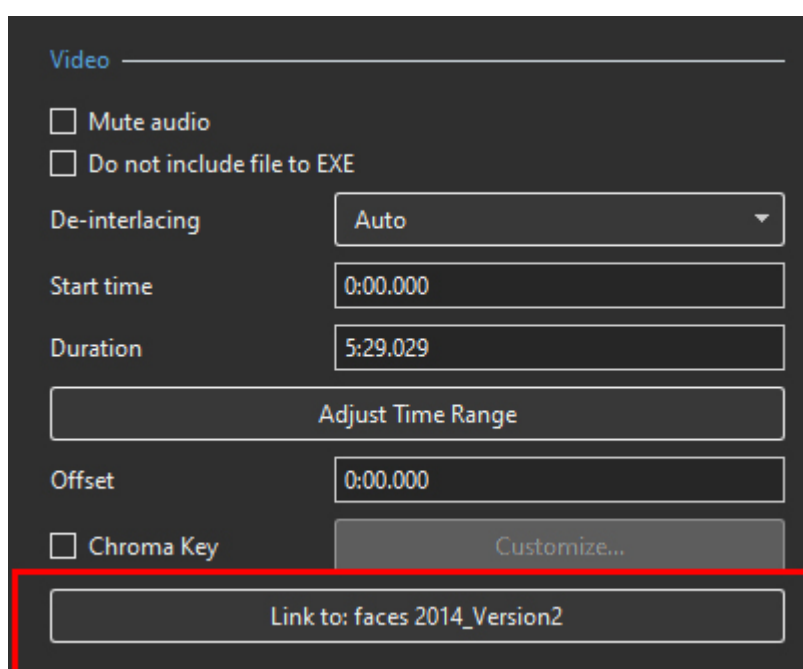 Video
Mute audio
Do not include file to EXE
De-interlacing Auto
Start time 0:00.000
Duration 5:29.029
Adjust Time Range
Offset 0:00.000
Chroma Key Customize...
Link to: faces 2014_Version2